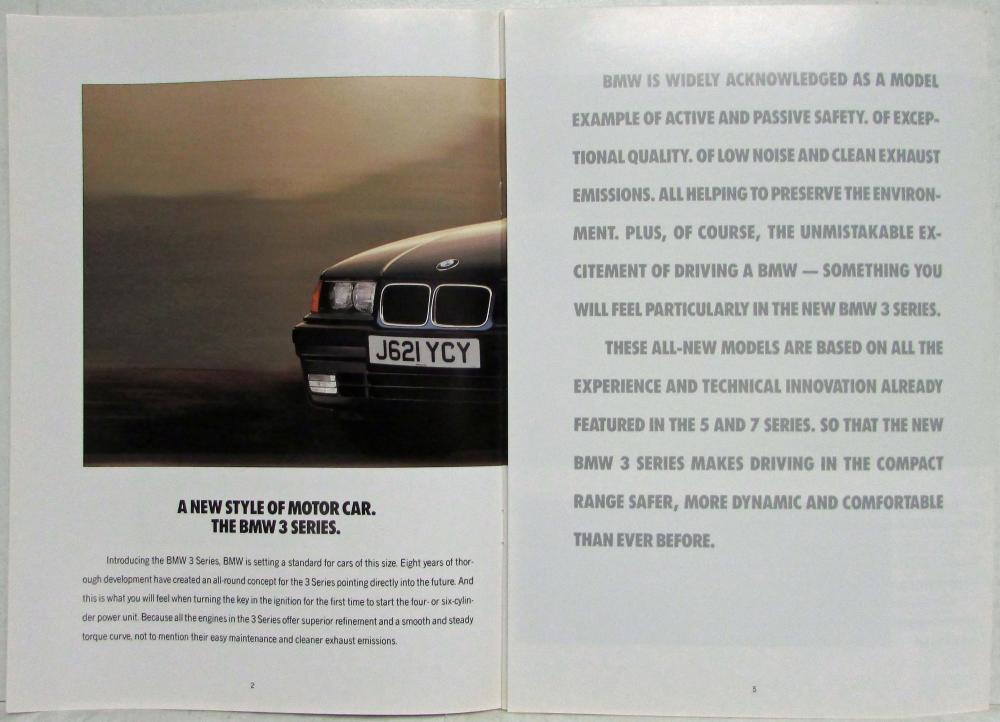 J621 YCY
A NEW STYLE OF MOTOR CAR.
THE BMW 3 SERIES.
Introducing the BMW 3 Series, BMW is setting a standard for cars of this size. Eight years of thor-
ough development have created an all-round concept for the 3 Series pointing directly into the future. And
this is what you will feel when turning the key in the ignition for the first time to start the four- or six-cylin-
der power unit. Because all the engines in the 3 Series offer superior refinement and a smooth and steady
torque curve, not to mention their easy maintenance and cleaner exhaust emissions.
2
BMW IS WIDELY ACKNOWLEDGED AS A MODEL
EXAMPLE OF ACTIVE AND PASSIVE SAFETY. OF EXCEP-
TIONAL QUALITY. OF LOW NOISE AND CLEAN EXHAUST
EMISSIONS. ALL HELPING TO PRESERVE THE ENVIRON-
MENT. PLUS, OF COURSE, THE UNMISTAKABLE EX-
CITEMENT OF DRIVING A BMW — SOMETHING YOU
WILL FEEL PARTICULARLY IN THE NEW BMW 3 SERIES.
THESE ALL-NEW MODELS ARE BASED ON ALL THE
EXPERIENCE AND TECHNICAL INNOVATION ALREADY
FEATURED IN THE 5 AND 7 SERIES. SO THAT THE NEW
BMW 3 SERIES MAKES DRIVING IN THE COMPACT
RANGE SAFER, MORE DYNAMIC AND COMFORTABLE
THAN EVER BEFORE.
5